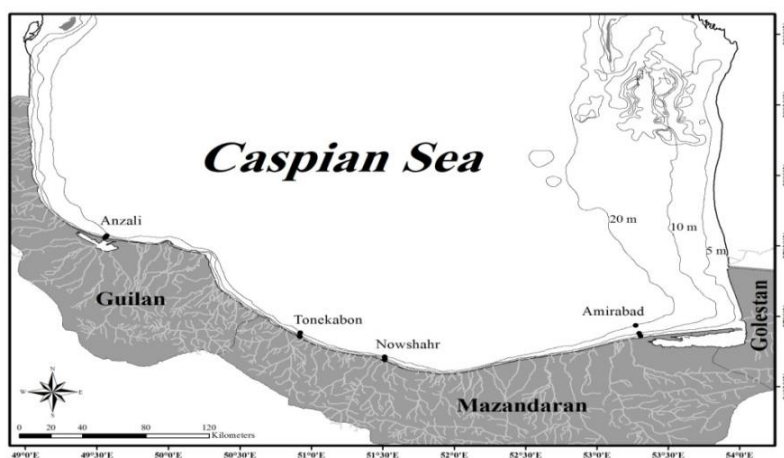 Caspian Sea
20 m
10 m
5 m
Anzali
Guilan
Tonekabon
Nowshahr
Amirabad
Golestan
Mazandaran
N
W E
S
0 20 40 80 120
Kilometers
49°0'E 49°30'E 50°0'E 50°30'E 51°0'E 51°30'E 52°0'E 52°30'E 53°0'E 53°30'E 54°0'E